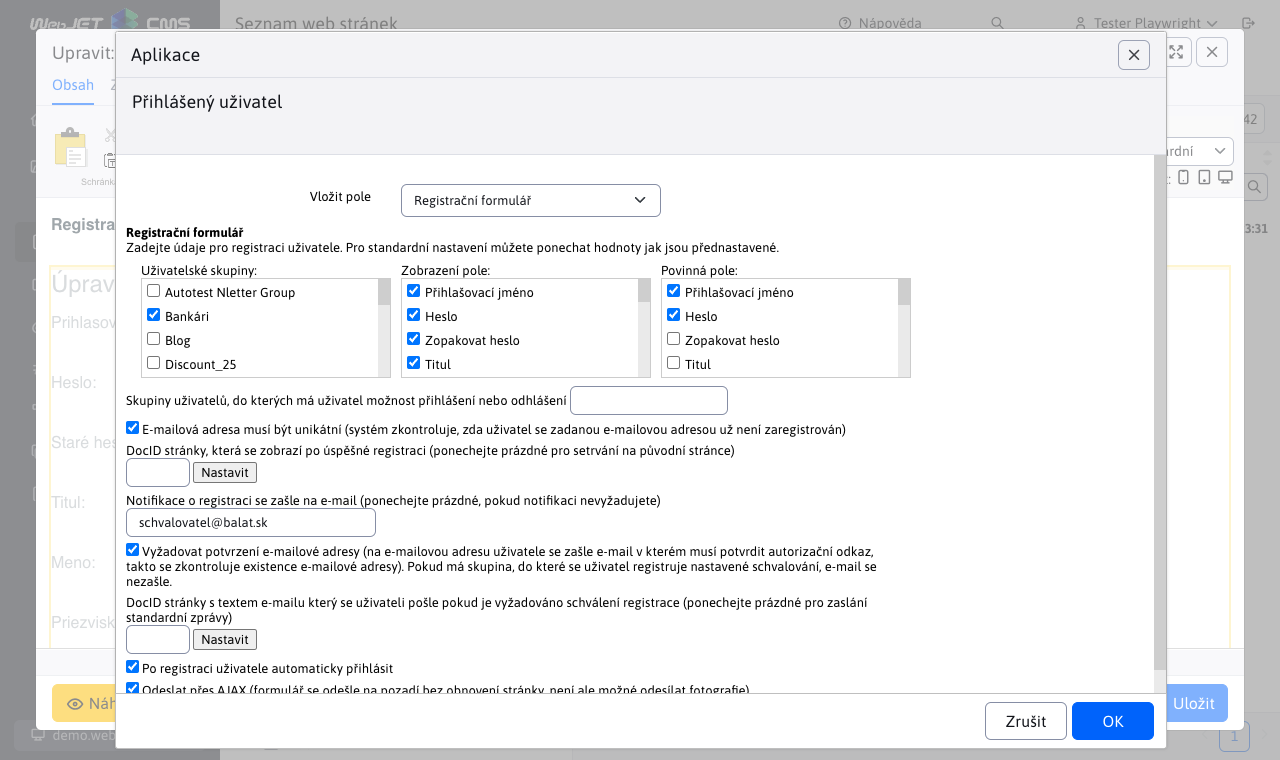 WebJET CMS
Seznam web stránek
Nápověda
Tester Playwright
Upravit:
Aplikace
Obsah
Přihlášený uživatel
42
Schránka
rdní
Vložit pole
Registrační formulář
Registra
3:31
Registrační formulář
Zadejte údaje pro registraci uživatele. Pro standardní nastavení můžete ponechat hodnoty jak jsou přednastavené.
Uživatelské skupiny:
Zobrazení pole:
Povinná pole:
Autotest Nletter Group
Přihlašovací jméno
Přihlašovací jméno
Bankári
Heslo
Heslo
Blog
Zopakovat heslo
Zopakovat heslo
Discount_25
Titul
Titul
Úprav
Prihlasov
Heslo:
Skupiny uživatelů, do kterých má uživatel možnost přihlášení nebo odhlášení
E-mailová adresa musí být unikátní (systém zkontroluje, zda uživatel se zadanou e-mailovou adresou už není zaregistrován)
Staré hes
DocID stránky, která se zobrazí po úspěšné registraci (ponechejte prázdné pro setrvání na původní stránce)
Nastavit
Titul:
Notifikace o registraci se zašle na e-mail (ponechejte prázdné, pokud notifikaci nevyžadujete)
schvalovatel@balat.sk
Vyžadovat potvrzení e-mailové adresy (na e-mailovou adresu uživatele se zašle e-mail v kterém musí potvrdit autorizační odkaz,
takto se zkontroluje existence e-mailové adresy). Pokud má skupina, do které se uživatel registruje nastavené schvalování, e-mail se
nezašle.
Meno:
DocID stránky s textem e-mailu který se uživateli pošle pokud je vyžadováno schválení registrace (ponechejte prázdné pro zaslání
standardní zprávy)
Priezvisk
Nastavit
Po registraci uživatele automaticky přihlásit
Odeslat přes AJAX (formulář se odešle na pozadí bez obnovení stránky, není ale možné odesílat fotografie)
Náh
Zrušit
OK
Uložit
demo.web
1